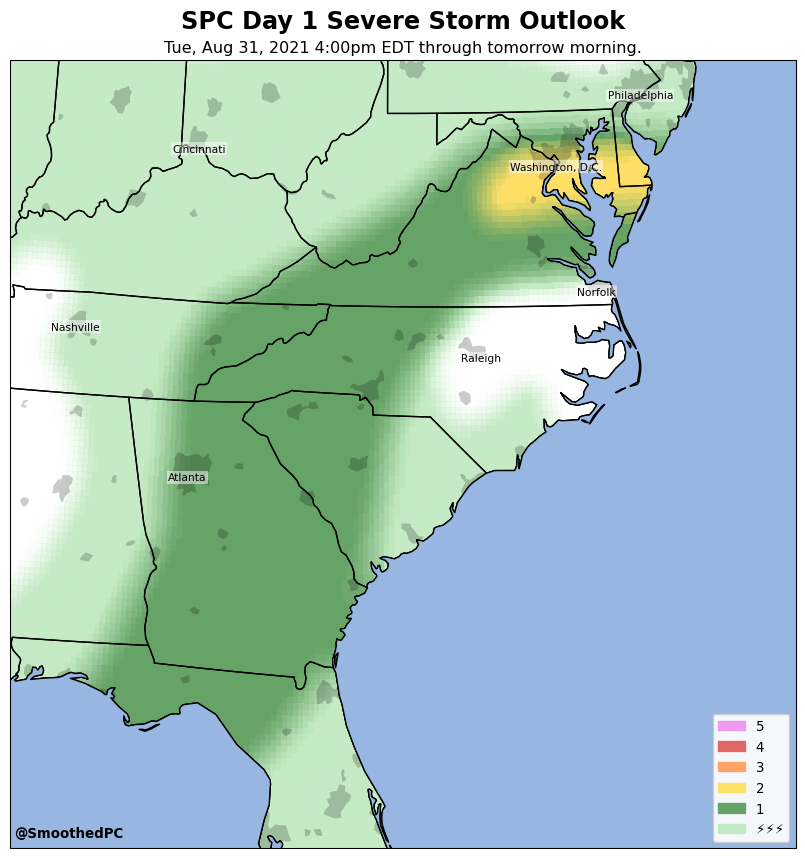 SPC Day 1 Severe Storm Outlook
Tue, Aug 31, 2021 4:00pm EDT through tomorrow morning.
Philadelphia
Cincinnati
Washington, D.C.
Norfolk
Nashville
Raleigh
Atlanta
5
4
3
2
1
⚡⚡⚡
@SmoothedPC